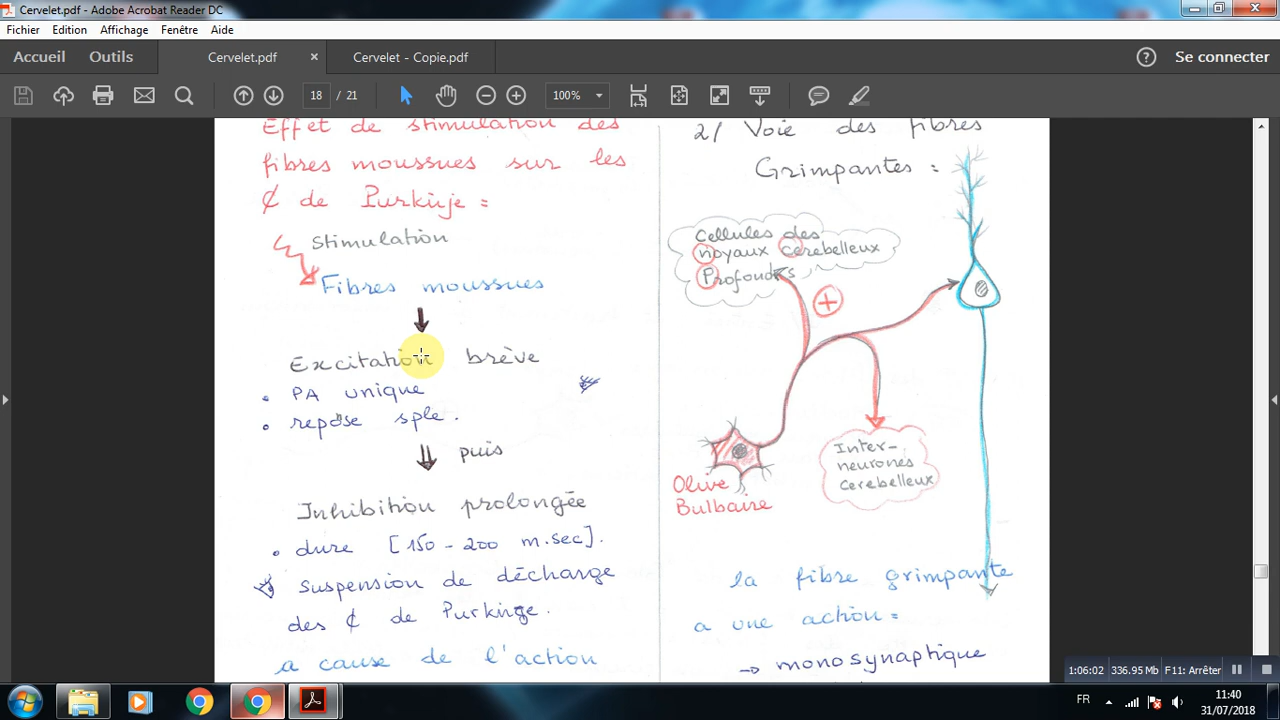 Cervelet.pdf - Adobe Acrobat Reader DC
Fichier Edition Affichage Fenêtre Aide
Accueil Outils Cervelet.pdf × Cervelet - Copie.pdf ? Se connecter
18 / 21 100%
Effet de stimulation des
fibres moussues sur les
₵ de Purkinje =
Stimulation
Fibres moussues
Excitation brève
• PA unique
• repose sple.
puis
Inhibition prolongée
• dure [150 - 200 m.sec].
suspension de décharge
des ₵ de Purkinge.
a cause de l'action
2/ Voie des fibres
Grimpantes :
Cellules des
noyaux cerebelleux
Profondes
+
Inter-
neurones
cerebelleux
Olive
Bulbaire
la fibre grimpante
a une action =
→ monosynaptique
1:06:02 336.95 Mb F11: Arrêter
FR 11:40
31/07/2018